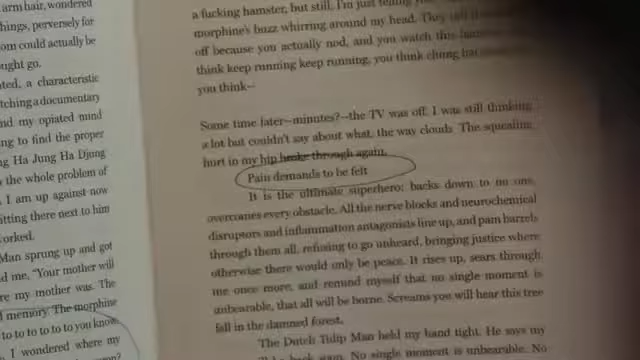 arm hair, wondered
hings, perversely for
om could actually be
ught go.
ted, a characteristic
tching a documentary
nd my opiated mind
ng to find the proper
g Ha Jung Ha Djung
the whole problem of
I am up against now
itting there next to him
orked.
Man sprung up and got
d me, "Your mother will
re my mother was. The
memory. The morphine
to to to to to you know
I wondered where my
a fucking hamster, but still. I'm just telling
morphine's buzz whirring around my head. They call it
off because you actually nod, and you watch this
think keep running keep running, you think chung
you think--
Some time later--minutes?--the TV was off. I was still thinking
a lot but couldn't say about what, the way clouds. The squealing
hurt in my hip broke through again.
Pain demands to be felt
It is the ultimate superhero: backs down to no one,
overcomes every obstacle. All the nerve blocks and neurochemical
disruptors and inflammation antagonists line up, and pain barrels
through them all, refusing to go unheard, bringing justice where
otherwise there would only be peace. It rises up, sears through
me once more, and remind myself that no single moment is
unbearable, that all will be borne. Screams you will hear this tree
fall in the damned forest.
The Dutch Tulip Man held my hand tight. He says my
back soon. No single moment is unbearable. No